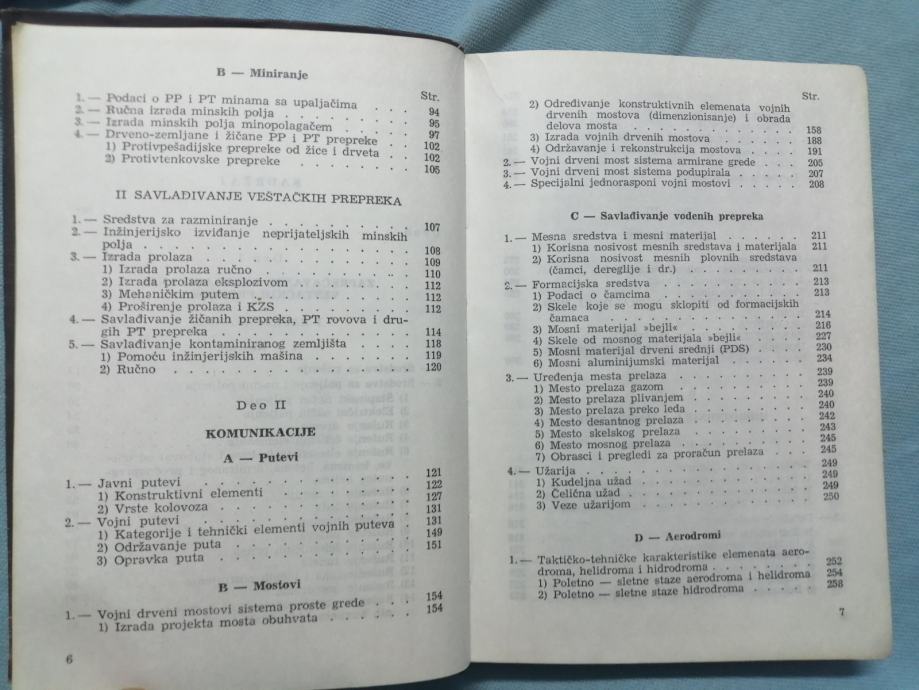 B — Miniranje
Str.
1. — Podaci o PP i PT minama sa upaljačima . . . 94
2. — Ručna izrada minskih polja . . . 95
3. — Izrada minskih polja minopolagačem . . . 97
4. — Drveno-zemljane i žičane PP i PT prepreke . . . 102
1) Protivpešadijske prepreke od žice i drveta . . . 102
2) Protivtenkovske prepreke . . . 105
II SAVLAĐIVANJE VEŠTAČKIH PREPREKA
1. — Sredstva za razminiranje . . . 107
2. — Inžinjerijsko izviđanje neprijateljskih minskih
polja . . . 108
3. — Izrada prolaza . . . 109
1) Izrada prolaza ručno . . . 110
2) Izrada prolaza eksplozivom . . . 112
3) Mehaničkim putem . . . 112
4) Proširenje prolaza i KŽS . . . 112
4. — Savlađivanje žičanih prepreka, PT rovova i dru-
gih PT prepreka . . . 114
5. — Savlađivanje kontaminiranog zemljišta . . . 118
1) Pomoću inžinjerijskih mašina . . . 119
2) Ručno . . . 120
Deo II
KOMUNIKACIJE
A — Putevi
1. — Javni putevi . . . 121
1) Konstruktivni elementi . . . 122
2) Vrste kolovoza . . . 127
2. — Vojni putevi . . . 131
1) Kategorije i tehnički elementi vojnih puteva . 131
2) Održavanje puta . . . 149
3) Opravka puta . . . 151
B — Mostovi
1. — Vojni drveni mostovi sistema proste grede . . . 154
1) Izrada projekta mosta obuhvata . . . 154
6
Str.
2) Određivanje konstruktivnih elemenata vojnih
drvenih mostova (dimenzionisanje) i obrada
delova mosta . . . 158
3) Izrada vojnih drvenih mostova . . . 188
4) Održavanje i rekonstrukcija mostova . . . 191
2. — Vojni drveni most sistema armirane grede . . . 205
3. — Vojni drveni most sistema podupirala . . . 207
4. — Specijalni jednorasponi vojni mostovi . . . 208
C — Savlađivanje vodenih prepreka
1. — Mesna sredstva i mesni materijal . . . 211
1) Korisna nosivost mesnih sredstava i materijala 211
2) Korisna nosivost mesnih plovnih sredstava
(čamci, dereglije i dr.) . . . 211
2. — Formacijska sredstva . . . 213
1) Podaci o čamcima . . . 213
2) Skele koje se mogu sklopiti od formacijskih
čamaca . . . 214
3) Mosni materijal »bejli« . . . 216
4) Skele od mosnog materijala »bejli« . . . 227
5) Mosni materijal drveni srednji (PDS) . . . 230
6) Mosni aluminijumski materijal . . . 234
3. — Uređenja mesta prelaza . . . 239
1) Mesto prelaza gazom . . . 239
2) Mesto prelaza plivanjem . . . 240
3) Mesto prelaza preko leda . . . 240
4) Mesto desantnog prelaza . . . 242
5) Mesto skelskog prelaza . . . 243
6) Mesto mosnog prelaza . . . 245
7) Obrasci i pregledi za proračun prelaza . . . 245
4. — Užarija . . . 249
1) Kudeljna užad . . . 249
2) Čelična užad . . . 249
3) Veze užarijom . . . 250
D — Aerodromi
1. — Taktičko-tehničke karakteristike elemenata aero-
droma, helidroma i hidrodroma . . . 252
1) Poletno — sletne staze aerodroma i helidroma 254
2) Poletno — sletne staze hidrodroma . . . 258
7